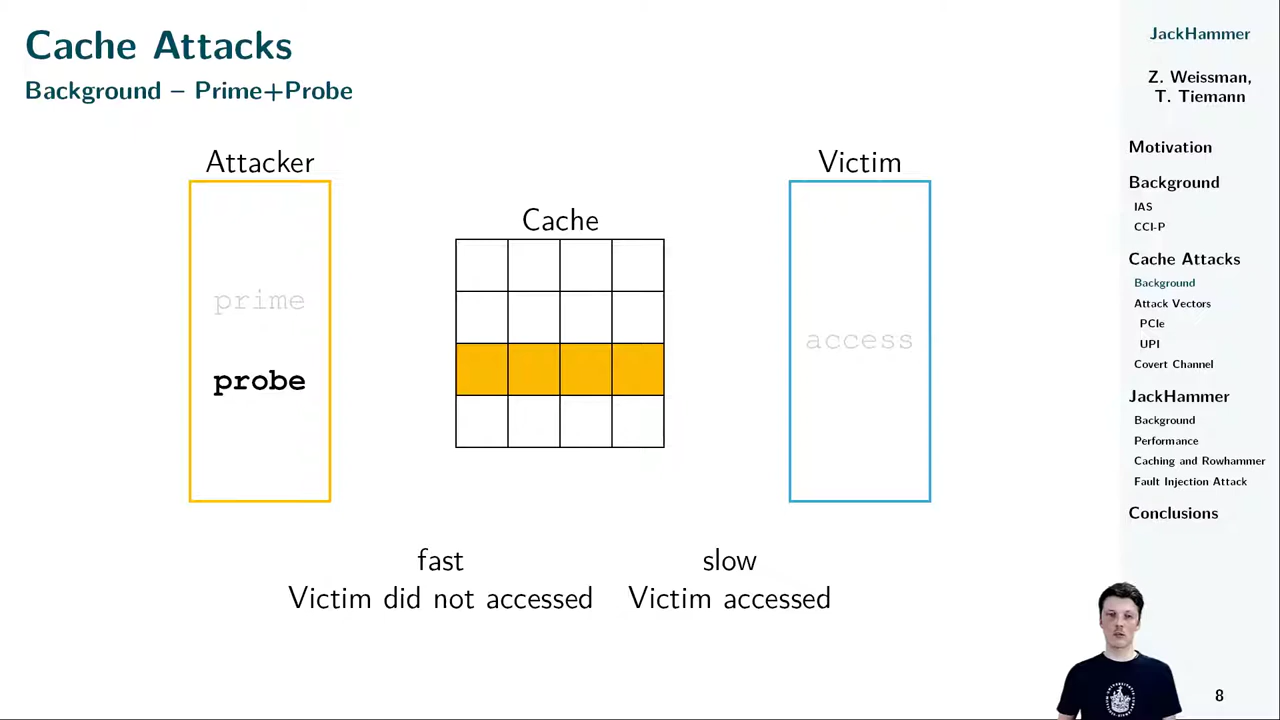 Cache Attacks
Background – Prime+Probe
Attacker
Victim
Cache
prime
probe
access
fast
Victim did not accessed
slow
Victim accessed
JackHammer
Z. Weissman,
T. Tiemann
Motivation
Background
IAS
CCI-P
Cache Attacks
Background
Attack Vectors
PCIe
UPI
Covert Channel
JackHammer
Background
Performance
Caching and Rowhammer
Fault Injection Attack
Conclusions
8